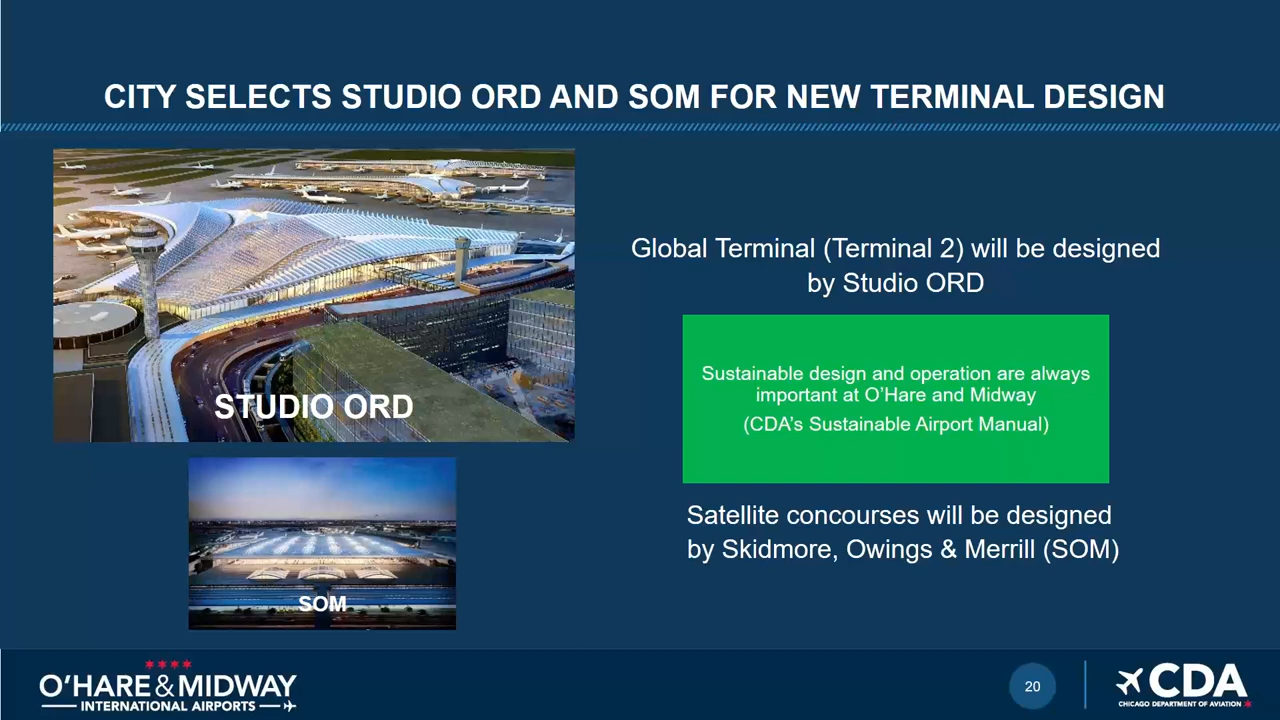 CITY SELECTS STUDIO ORD AND SOM FOR NEW TERMINAL DESIGN
STUDIO ORD
SOM
Global Terminal (Terminal 2) will be designed
by Studio ORD
Sustainable design and operation are always
important at O’Hare and Midway
(CDA’s Sustainable Airport Manual)
Satellite concourses will be designed
by Skidmore, Owings & Merrill (SOM)
O’HARE & MIDWAY
INTERNATIONAL AIRPORTS
20
CDA
CHICAGO DEPARTMENT OF AVIATION